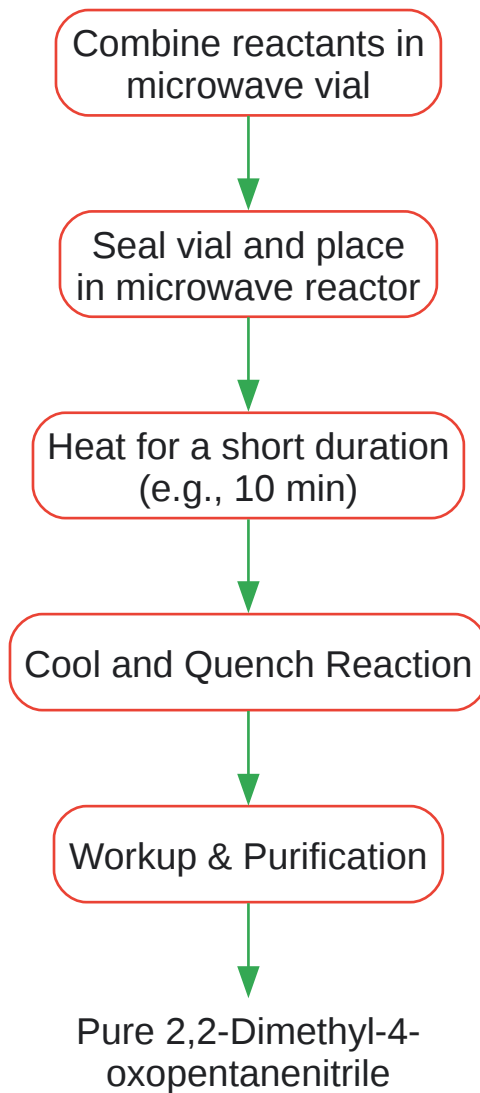 Combine reactants in
microwave vial
Seal vial and place
in microwave reactor
Heat for a short duration
(e.g., 10 min)
Cool and Quench Reaction
Workup & Purification
Pure 2,2-Dimethyl-4-
oxopentanenitrile